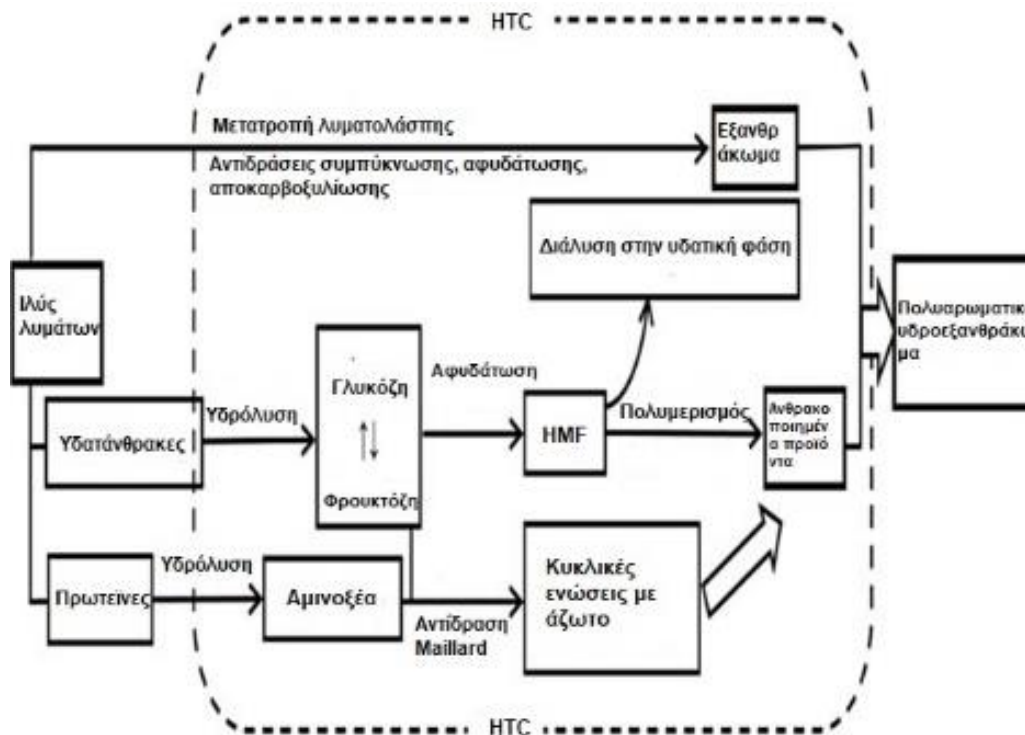 HTC
Μετατροπή λυματολάσπης
Αντιδράσεις συμπύκνωσης, αφυδάτωσης,
αποκαρβοξυλίωσης
Εξανθρ
άκωμα
Διάλυση στην υδατική φάση
Ιλύς
λυμάτων
Πολυαρωματικ
υδροεξανθράκω
μα
Υδατάνθρακες
Υδρόλυση
Γλυκόζη
Φρουκτόζη
Αφυδάτωση
HMF
Πολυμερισμός
Ανθρακο
ποιημέν
α προϊό
ντα
Πρωτεϊνες
Υδρόλυση
Αμινοξέα
Αντίδραση
Maillard
Κυκλικές
ενώσεις με
άζωτο
HTC